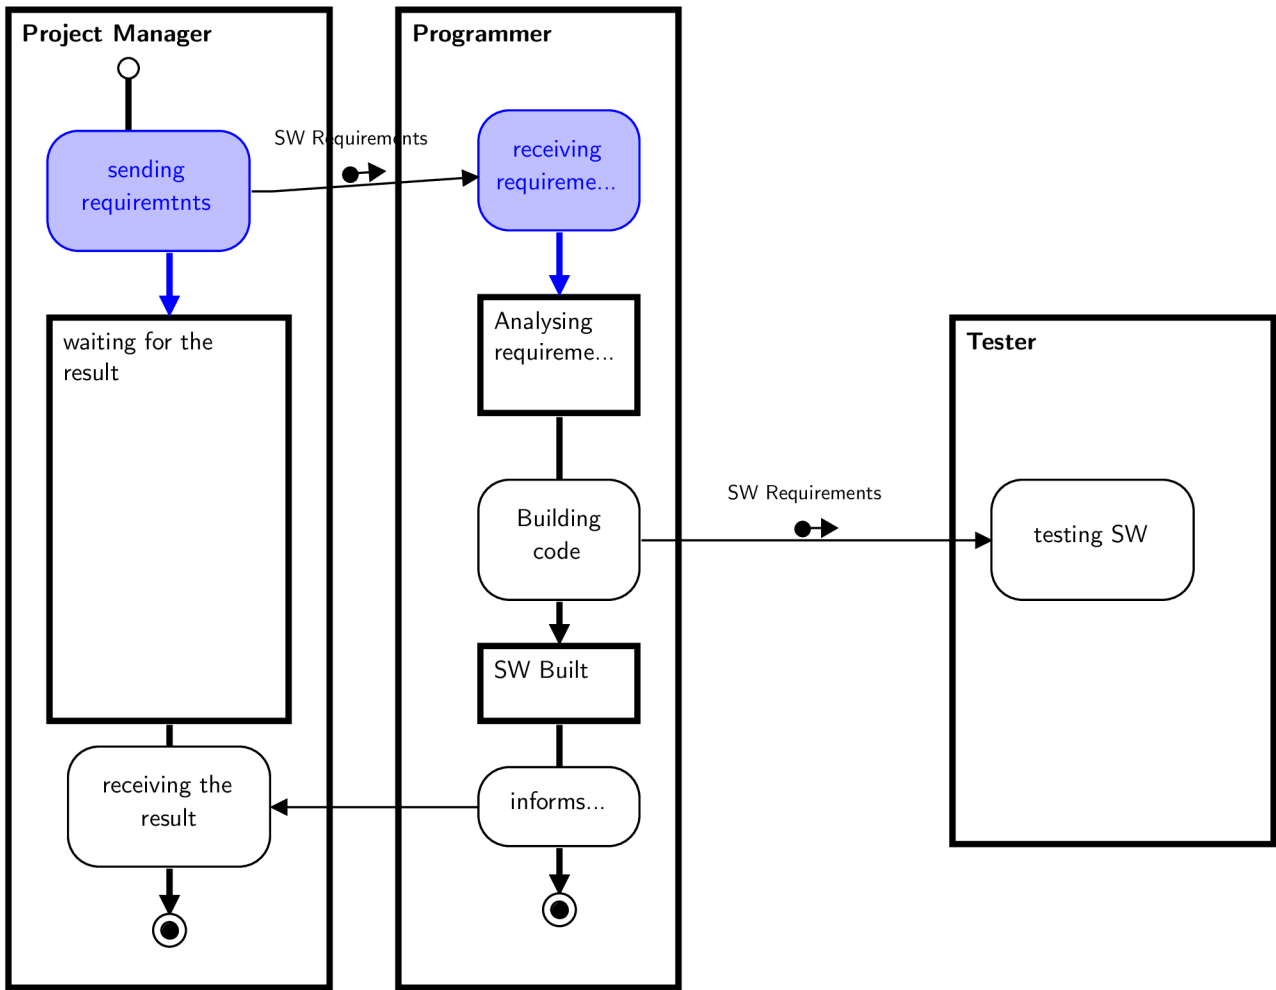 Project Manager
Programmer
SW Requirements
sending
requiremtnts
receiving
requireme...
waiting for the
result
Analysing
requireme...
Tester
SW Requirements
Building
code
testing SW
SW Built
receiving the
result
informs...